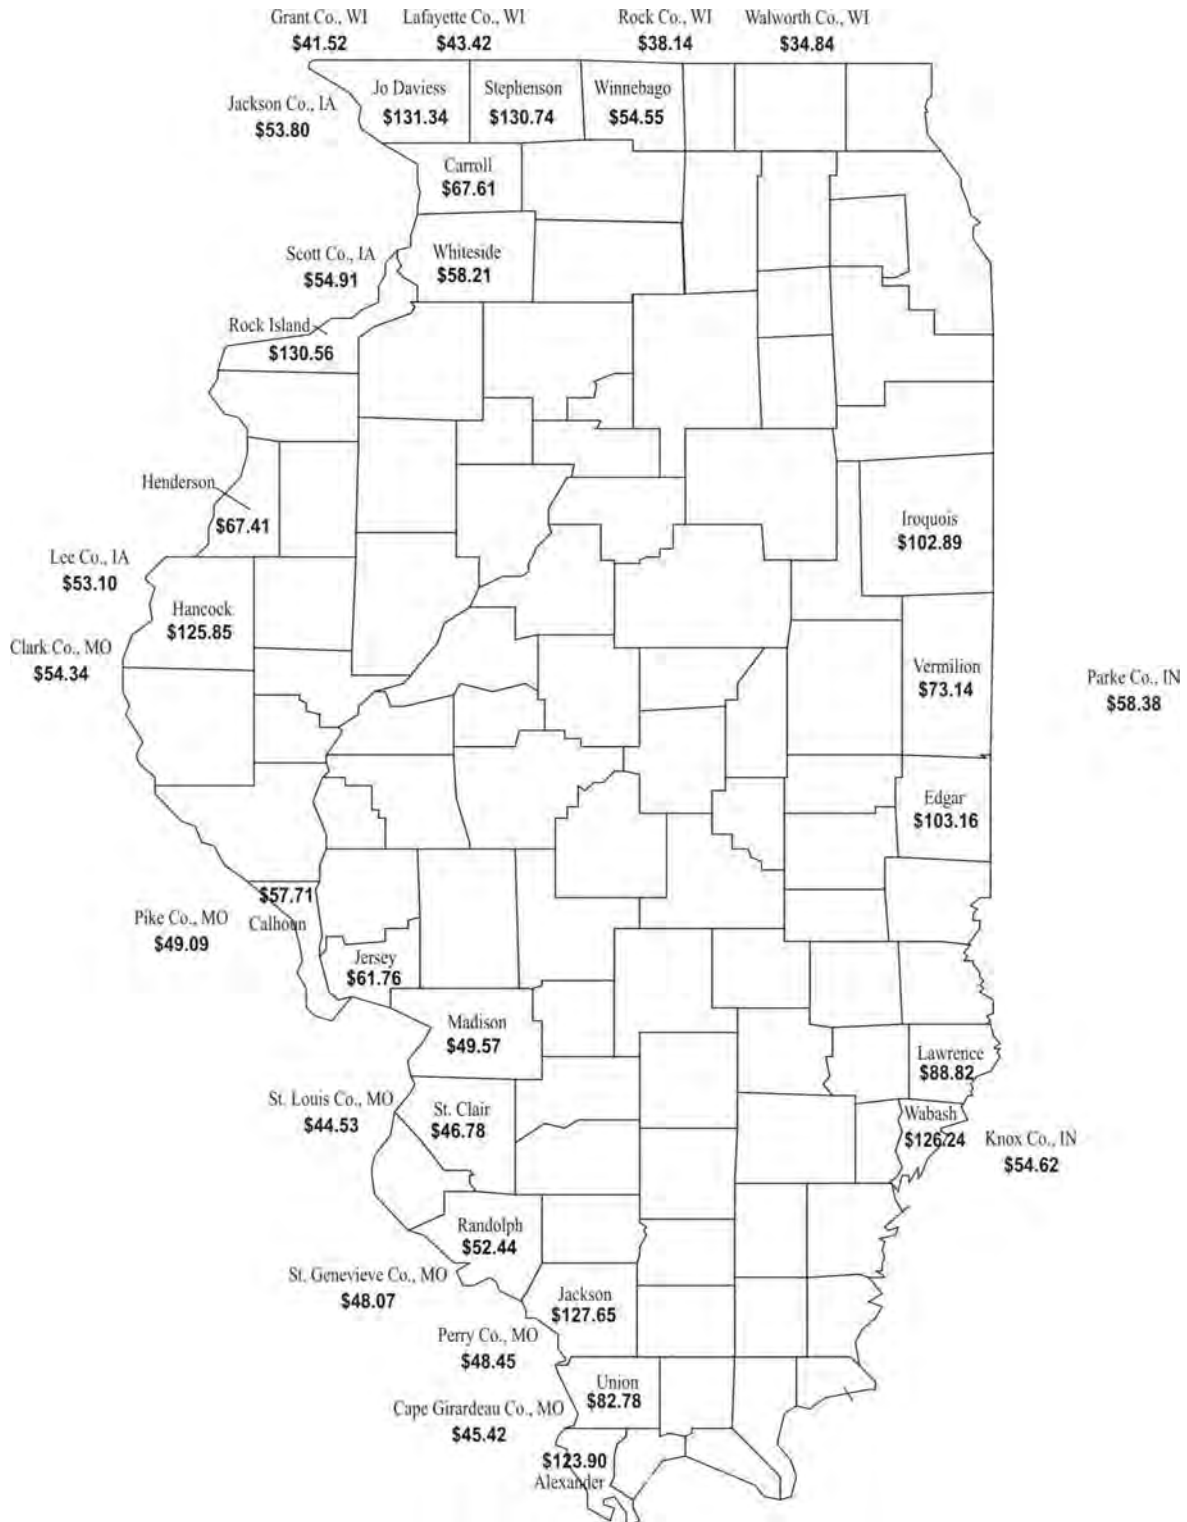 Grant Co., WI
$41.52
Lafayette Co., WI
$43.42
Rock Co., WI
$38.14
Walworth Co., WI
$34.84
Jackson Co., IA
$53.80
Jo Daviess
$131.34
Stephenson
$130.74
Winnebago
$54.55
Carroll
$67.61
Scott Co., IA
$54.91
Whiteside
$58.21
Rock Island
$130.56
Henderson
$67.41
Iroquois
$102.89
Lee Co., IA
$53.10
Hancock
$125.85
Clark Co., MO
$54.34
Vermilion
$73.14
Parke Co., IN
$58.38
Edgar
$103.16
$57.71
Calhoun
Pike Co., MO
$49.09
Jersey
$61.76
Madison
$49.57
Lawrence
$88.82
St. Louis Co., MO
$44.53
St. Clair
$46.78
Wabash
$126.24
Knox Co., IN
$54.62
Randolph
$52.44
St. Genevieve Co., MO
$48.07
Jackson
$127.65
Perry Co., MO
$48.45
Union
$82.78
Cape Girardeau Co., MO
$45.42
$123.90
Alexander